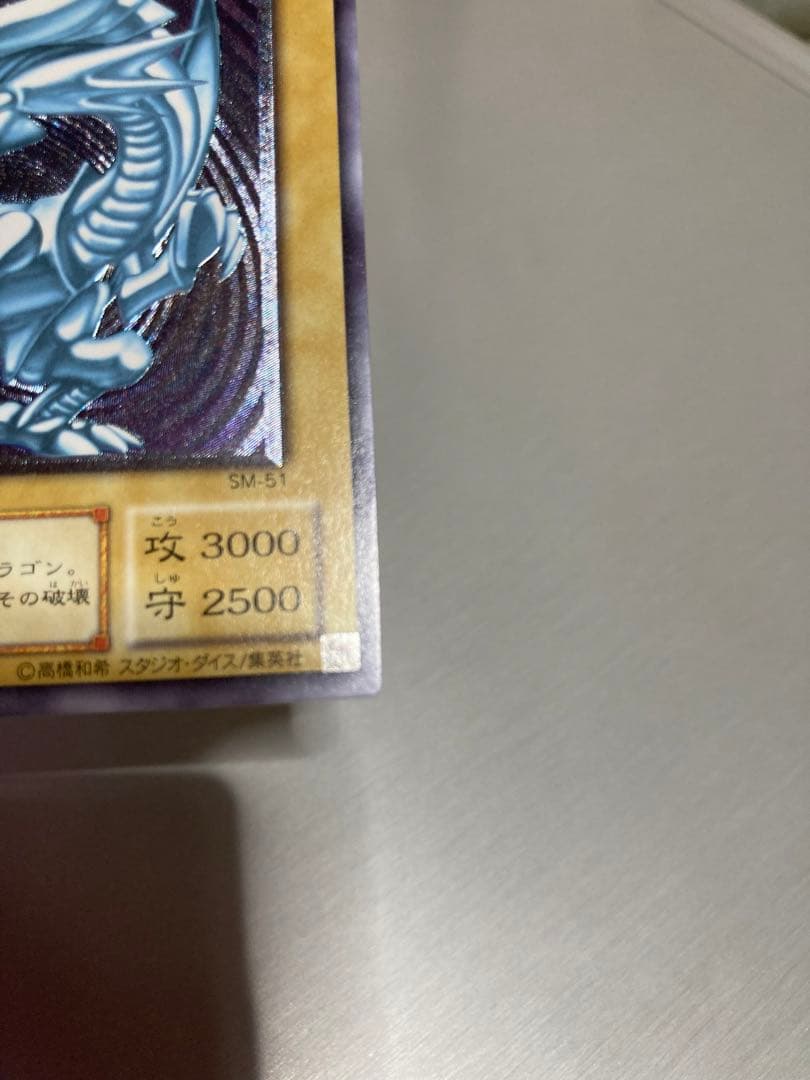 SM-51
ラゴン。
その破壊
は かい
こう
攻 3000
しゅ
守 2500
©高橋和希 スタジオ・ダイス/集英社